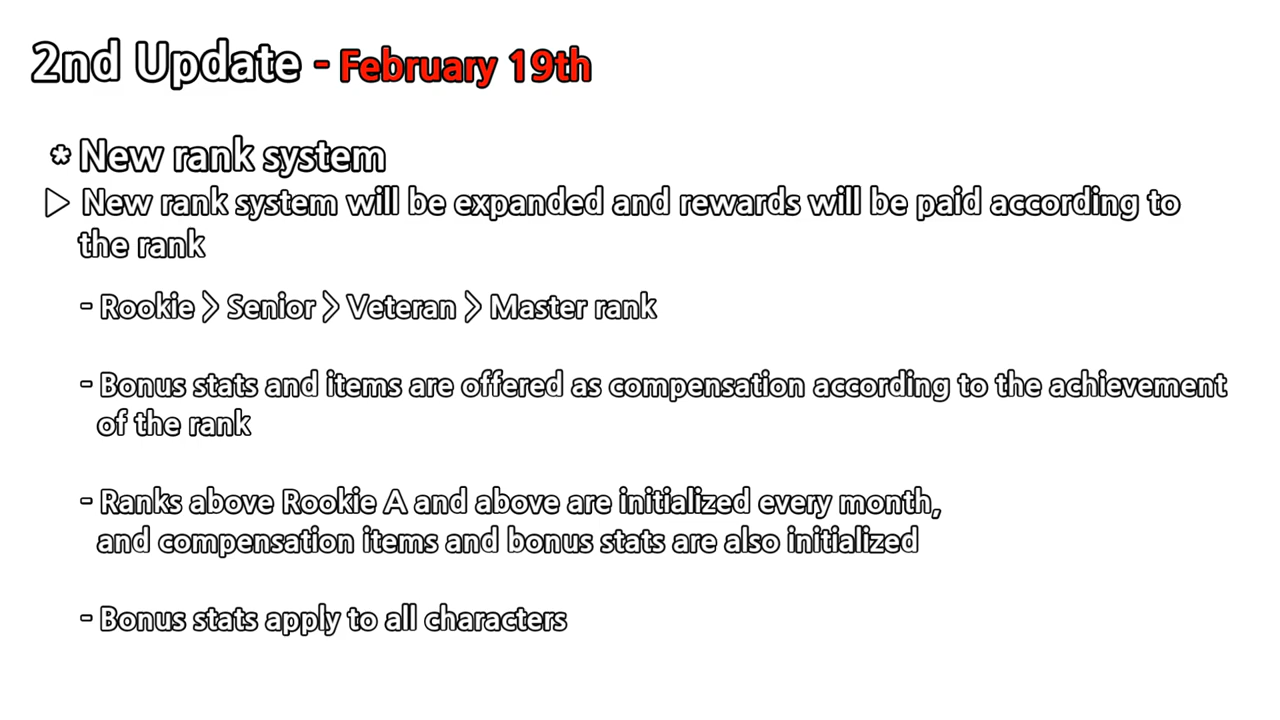 2nd Update - February 19th
* New rank system
▷ New rank system will be expanded and rewards will be paid according to
the rank
- Rookie > Senior > Veteran > Master rank
- Bonus stats and items are offered as compensation according to the achievement
of the rank
- Ranks above Rookie A and above are initialized every month,
and compensation items and bonus stats are also initialized
- Bonus stats apply to all characters